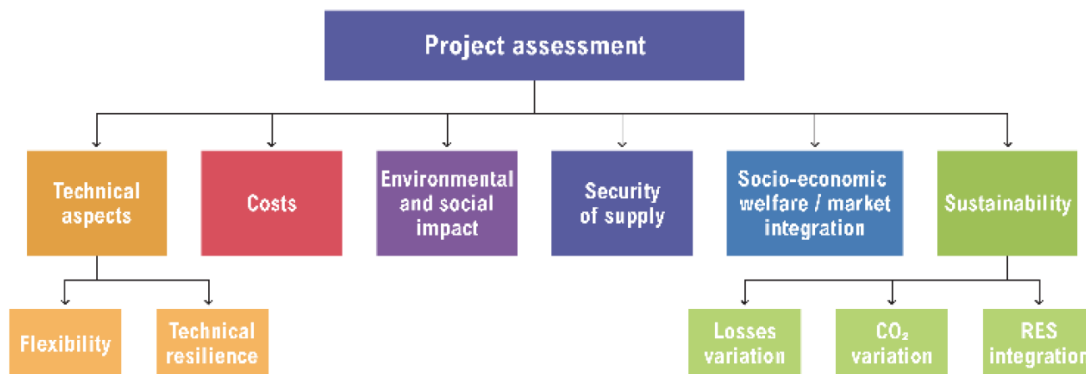 Project assessment
Technical
aspects
Costs
Environmental
and social
impact
Security
of supply
Socio-economic
welfare / market
integration
Sustainability
Flexibility
Technical
resilience
Losses
variation
CO₂
variation
RES
integration